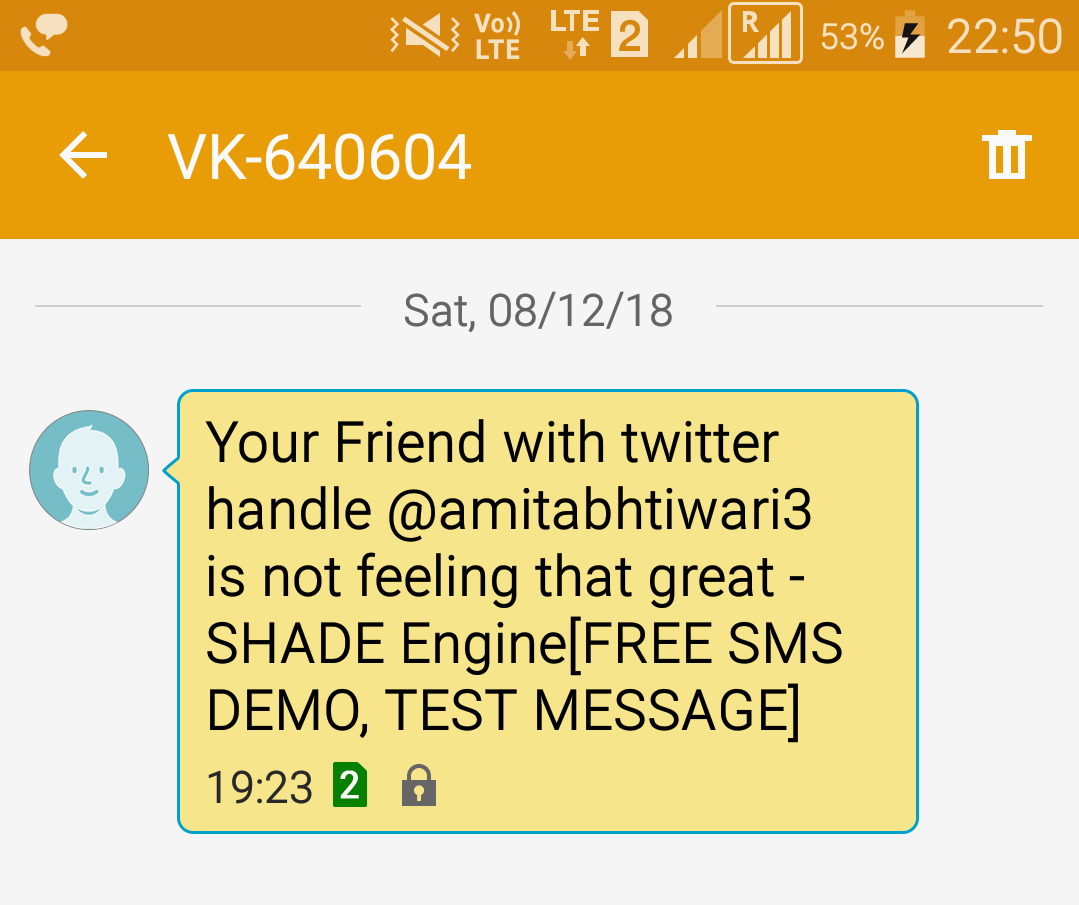 Vo)) LTE LTE 2 R 53% 22:50
VK-640604
Sat, 08/12/18
Your Friend with twitter
handle @amitabhtiwari3
is not feeling that great -
SHADE Engine[FREE SMS
DEMO, TEST MESSAGE]
19:23 2